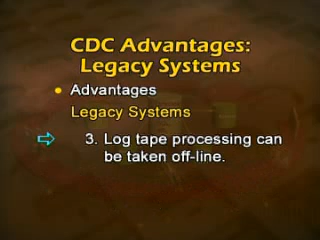 CDC Advantages:
Legacy Systems
• Advantages
Legacy Systems
3. Log tape processing can
be taken off-line.